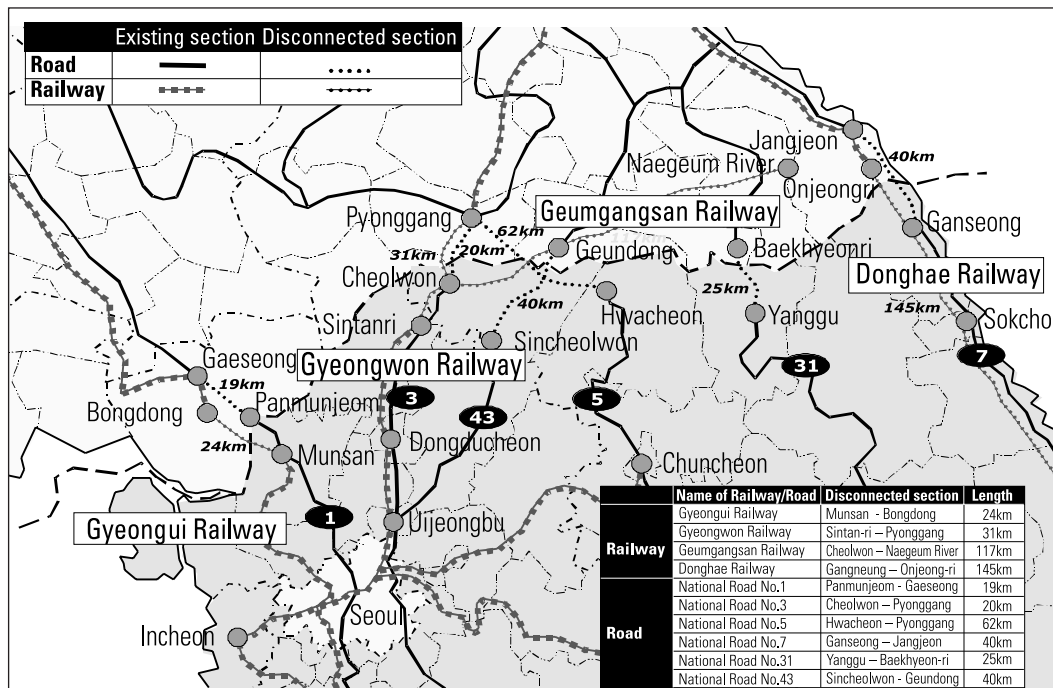 Existing section Disconnected section
Road
Railway
Jangjeon
40km
Naegeum River
Onjeongri
Pyonggang
62km
Geumgangsan Railway
Ganseong
31km
20km
Geundong
Baekhyeonri
Donghae Railway
Cheolwon
40km
25km
145km
Hwacheon
Yanggu
Sokcho
Sintanri
Sincheolwon
Gaeseong
Gyeongwon Railway
7
31
19km
3
5
Bongdong
Panmunjeom
43
24km
Munsan
Dongducheon
Chuncheon
Gyeongui Railway
1
Uijeongbu
Seoul
Incheon
Name of Railway/Road Disconnected section Length
Railway
Gyeongui Railway Munsan - Bongdong 24km
Gyeongwon Railway Sintan-ri – Pyonggang 31km
Geumgangsan Railway Cheolwon – Naegeum River 117km
Donghae Railway Gangneung – Onjeong-ri 145km
Road
National Road No.1 Panmunjeom - Gaeseong 19km
National Road No.3 Cheolwon – Pyonggang 20km
National Road No.5 Hwacheon – Pyonggang 62km
National Road No.7 Ganseong – Jangjeon 40km
National Road No.31 Yanggu – Baekhyeon-ri 25km
National Road No.43 Sincheolwon - Geundong 40km